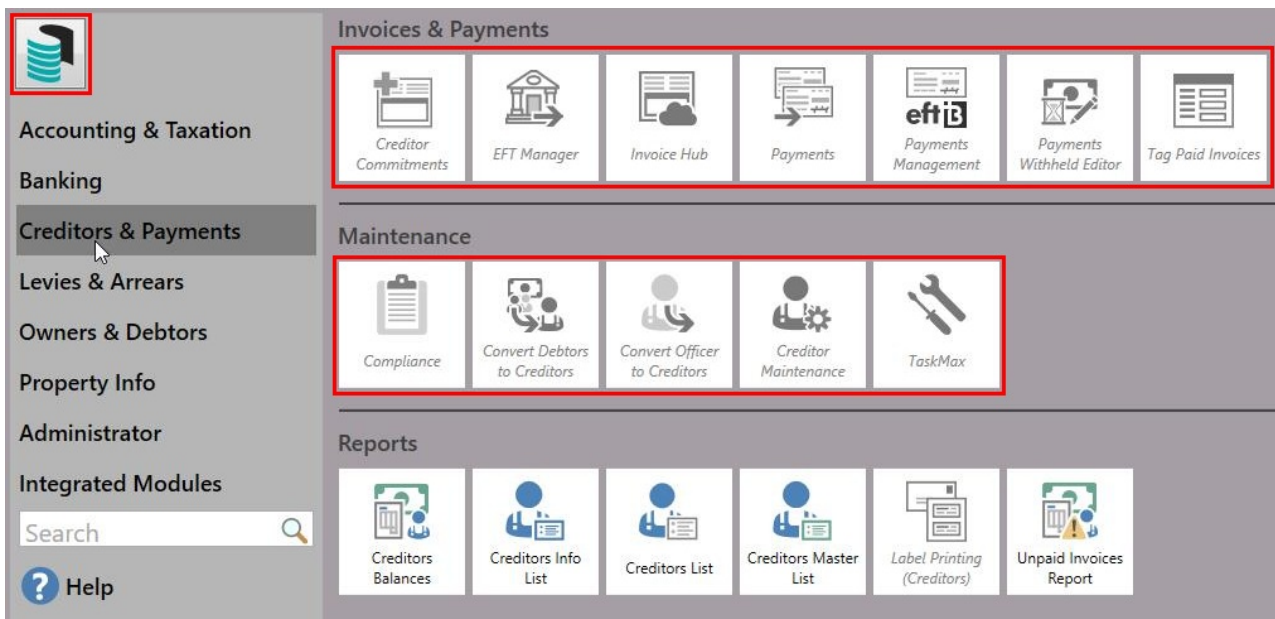 Accounting & Taxation
Banking
Creditors & Payments
Levies & Arrears
Owners & Debtors
Property Info
Administrator
Integrated Modules
Search
Help
Invoices & Payments
Creditor
Commitments
EFT Manager
Invoice Hub
Payments
eft
Payments
Management
Payments
Withheld Editor
Tag Paid Invoices
Maintenance
Compliance
Convert Debtors
to Creditors
Convert Officer
to Creditors
Creditor
Maintenance
TaskMax
Reports
Creditors
Balances
Creditors Info
List
Creditors List
Creditors Master
List
Label Printing
(Creditors)
Unpaid Invoices
Report